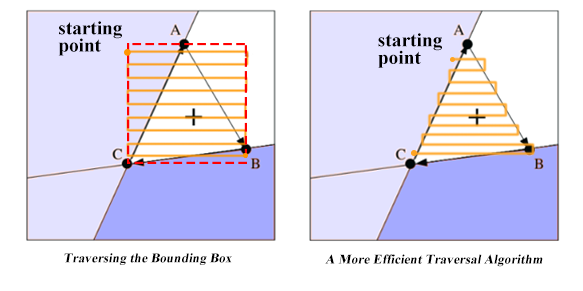 A
starting
point
C
B
Traversing the Bounding Box
A
starting
point
C
B
A More Efficient Traversal Algorithm